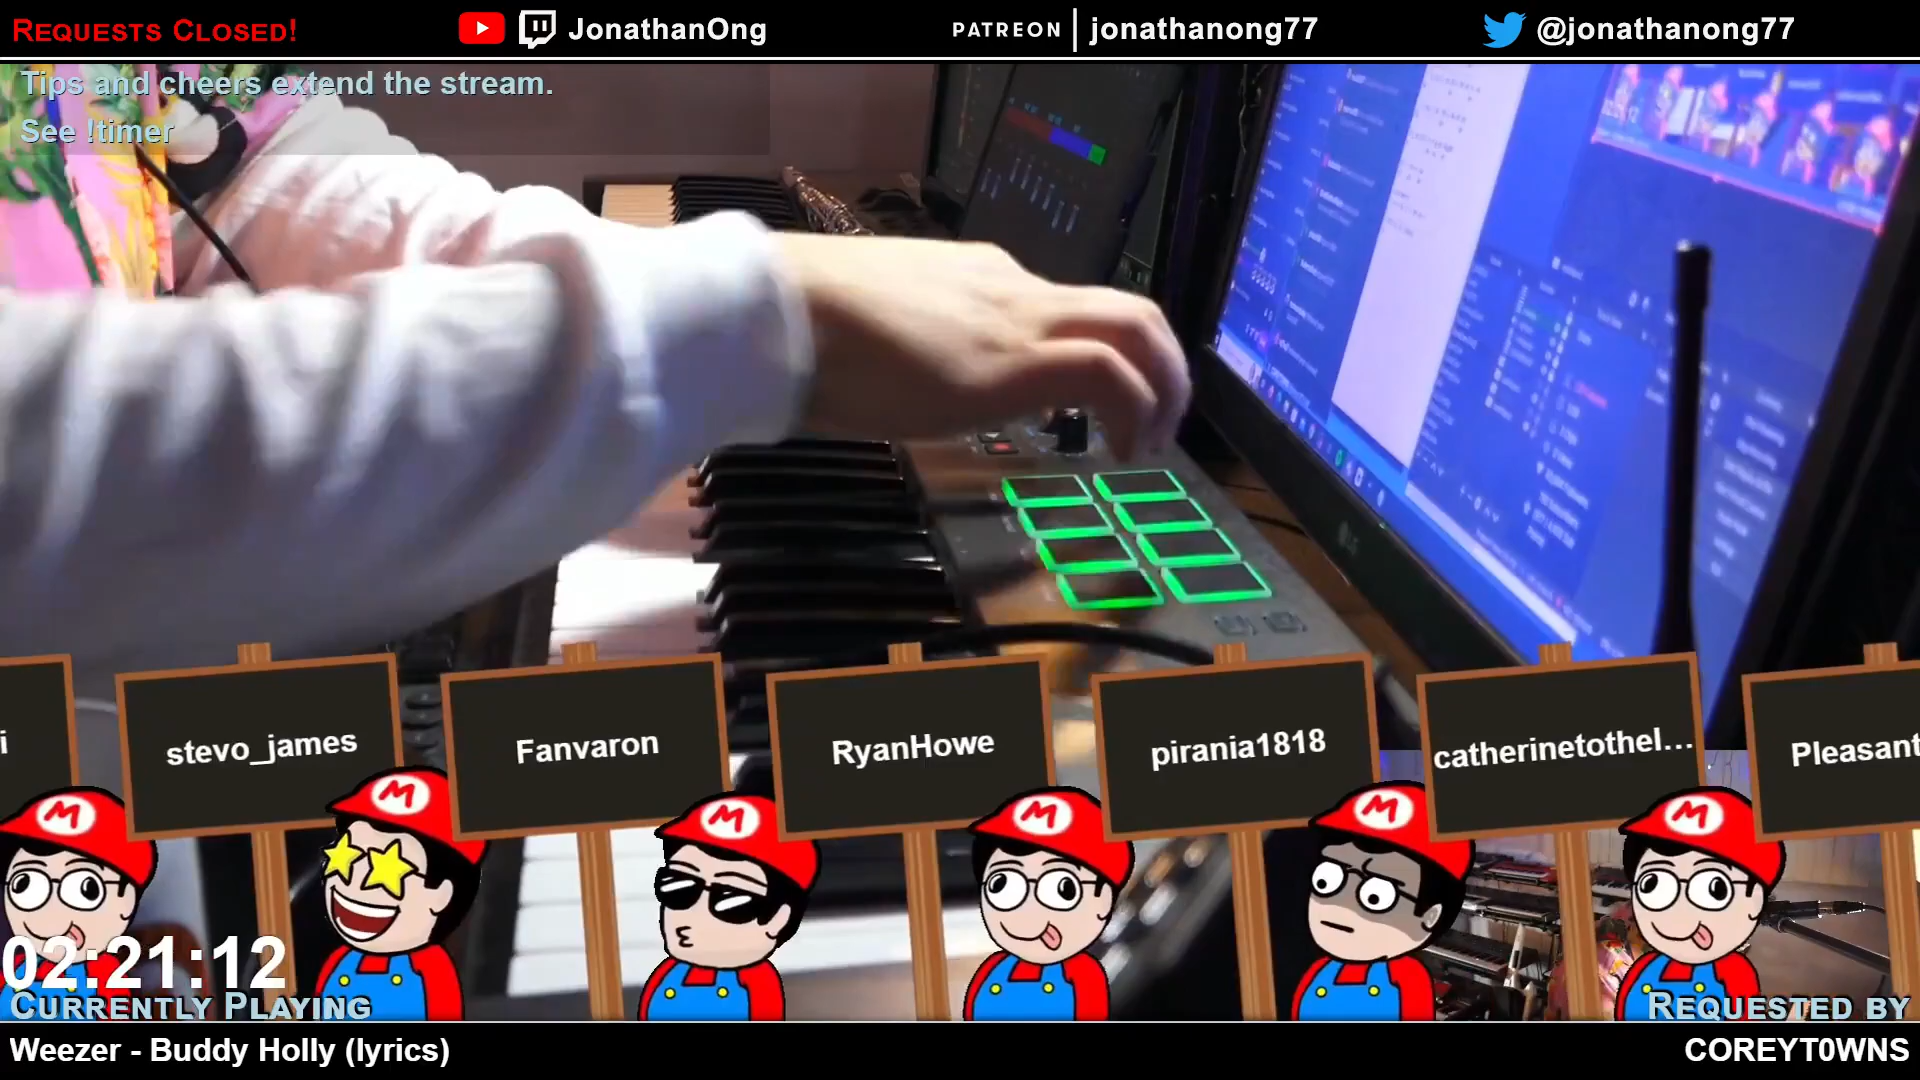 REQUESTS CLOSED!
JonathanOng
PATREON | jonathanong77
@jonathanong77
Tips and cheers extend the stream.
See !timer
i
stevo_james
Fanvaron
RyanHowe
pirania1818
catherinetothel...
Pleasant
M
M
M
M
M
M
02:21:12
CURRENTLY PLAYING
REQUESTED BY
Weezer - Buddy Holly (lyrics)
COREYT0WNS